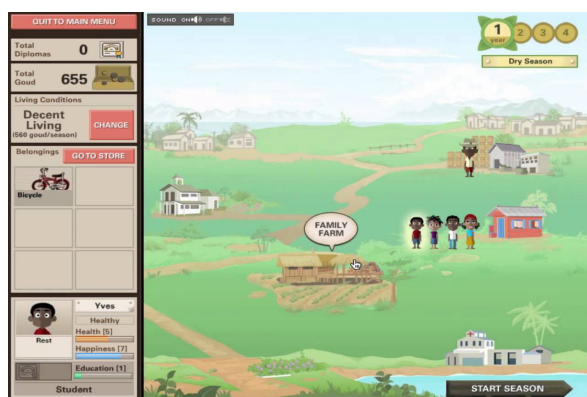 QUIT TO MAIN MENU
SOUND ON OFF
Total
Diplomas
0
Total
Goud
655
Living Conditions
Decent
Living
(560 goud/season)
CHANGE
Belongings
GO TO STORE
Bicycle
Rest
Yves
Healthy
Health [5]
Happiness [7]
Education [1]
Student
FAMILY
FARM
1
year
2
3
4
Dry Season
START SEASON